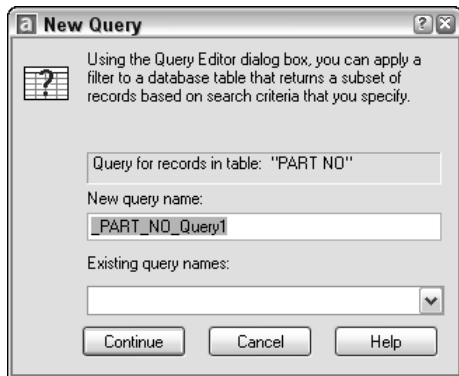 a New Query
Using the Query Editor dialog box, you can apply a
filter to a database table that returns a subset of
records based on search criteria that you specify.
Query for records in table: "PART NO"
New query name:
_PART_NO_Query1
Existing query names:
Continue Cancel Help